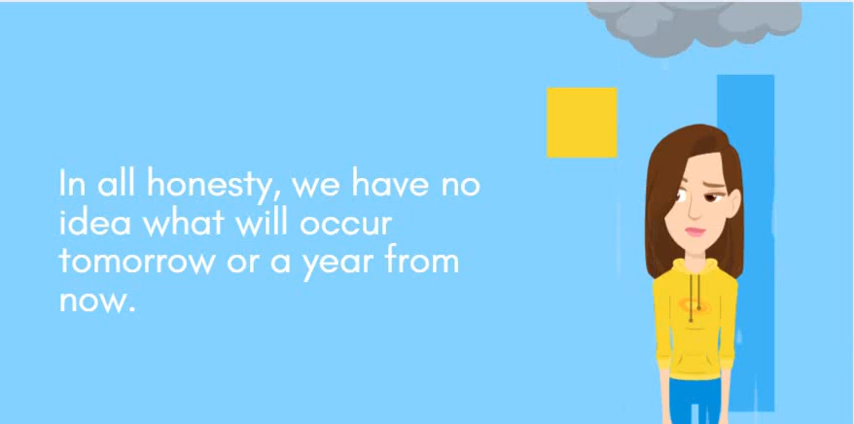 In all honesty, we have no
idea what will occur
tomorrow or a year from
now.